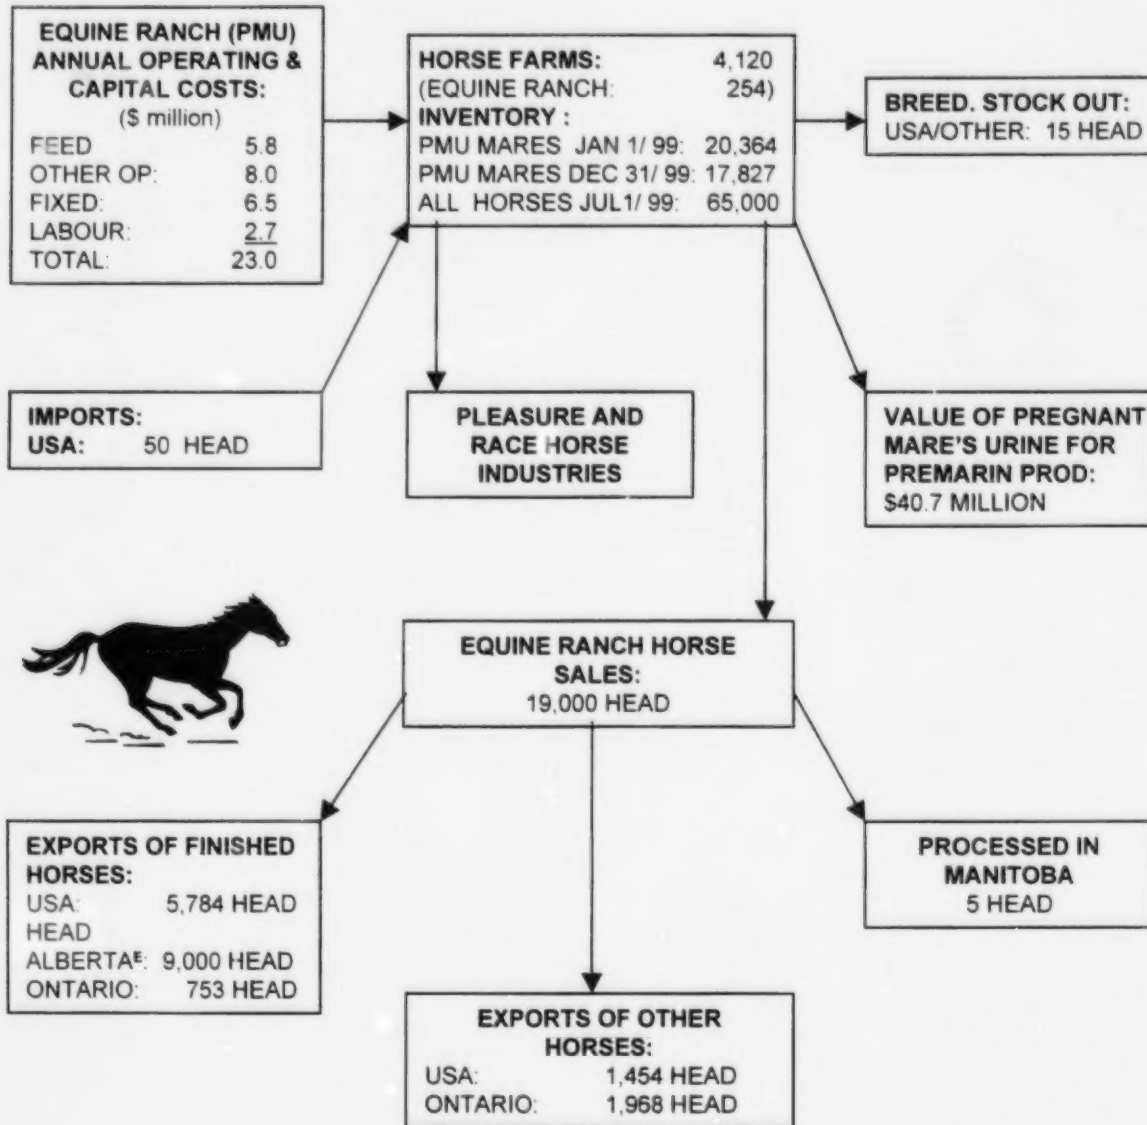 EQUINE RANCH (PMU)
ANNUAL OPERATING &
CAPITAL COSTS:
($ million)
FEED 5.8
OTHER OP: 8.0
FIXED: 6.5
LABOUR: 2.7
TOTAL: 23.0
HORSE FARMS: 4,120
(EQUINE RANCH: 254)
INVENTORY :
PMU MARES JAN 1/ 99: 20,364
PMU MARES DEC 31/ 99: 17,827
ALL HORSES JUL1/ 99: 65,000
BREED. STOCK OUT:
USA/OTHER: 15 HEAD
IMPORTS:
USA: 50 HEAD
PLEASURE AND
RACE HORSE
INDUSTRIES
VALUE OF PREGNANT
MARE'S URINE FOR
PREMARIN PROD:
$40.7 MILLION
EQUINE RANCH HORSE
SALES:
19,000 HEAD
EXPORTS OF FINISHED
HORSES:
USA: 5,784 HEAD
HEAD
ALBERTAᴱ: 9,000 HEAD
ONTARIO: 753 HEAD
EXPORTS OF OTHER
HORSES:
USA: 1,454 HEAD
ONTARIO: 1,968 HEAD
PROCESSED IN
MANITOBA
5 HEAD